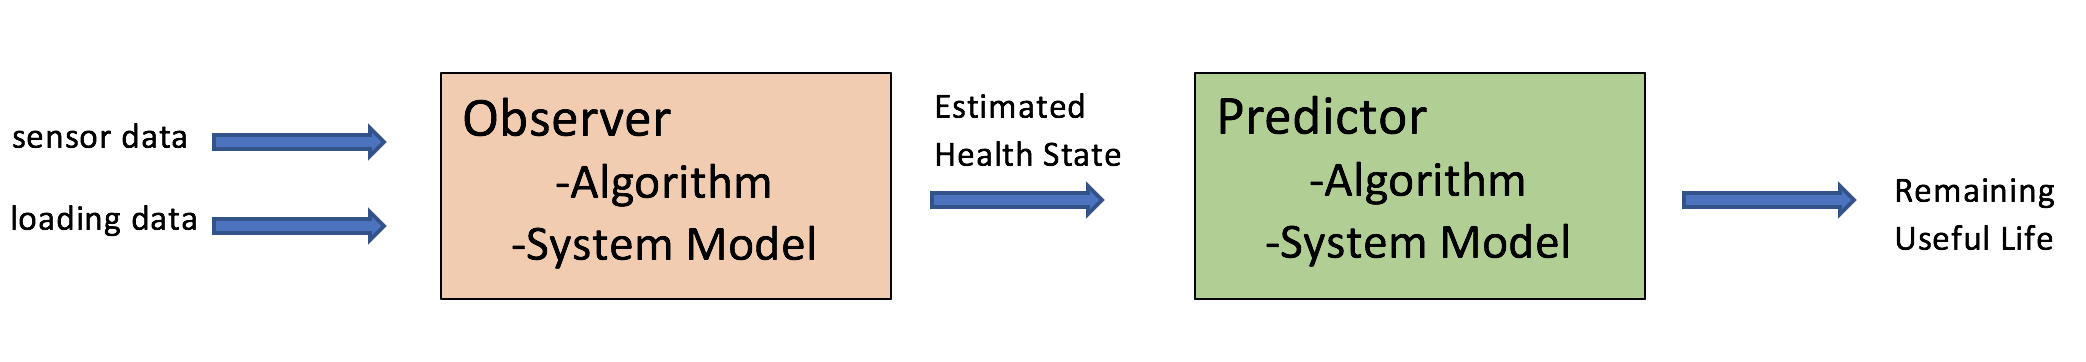 sensor data
loading data
Observer
-Algorithm
-System Model
Estimated
Health State
Predictor
-Algorithm
-System Model
Remaining
Useful Life